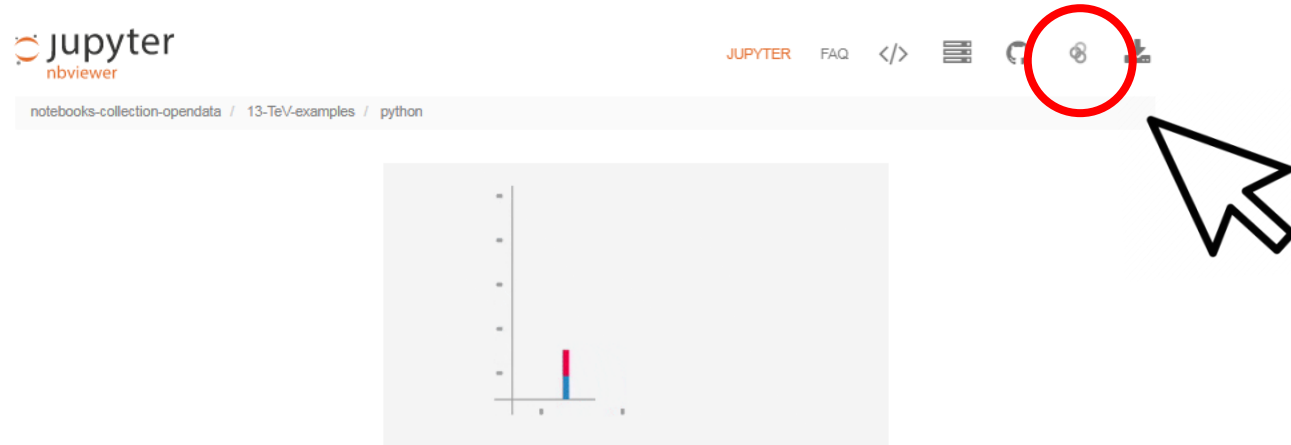 jupyter
nbviewer
JUPYTER FAQ </>
notebooks-collection-opendata / 13-TeV-examples / python